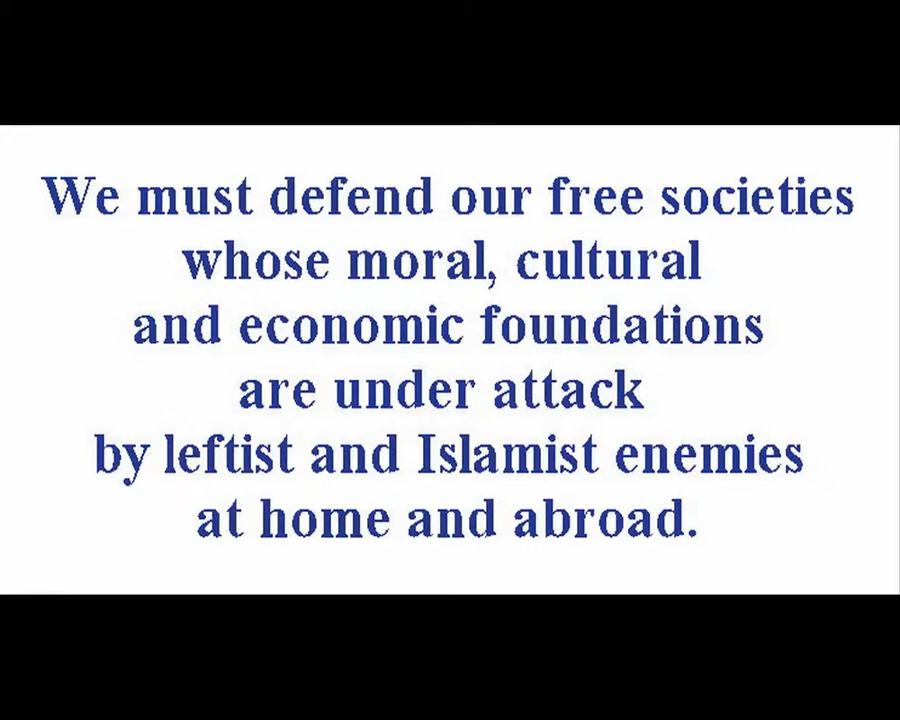 We must defend our free societies
whose moral, cultural
and economic foundations
are under attack
by leftist and Islamist enemies
at home and abroad.